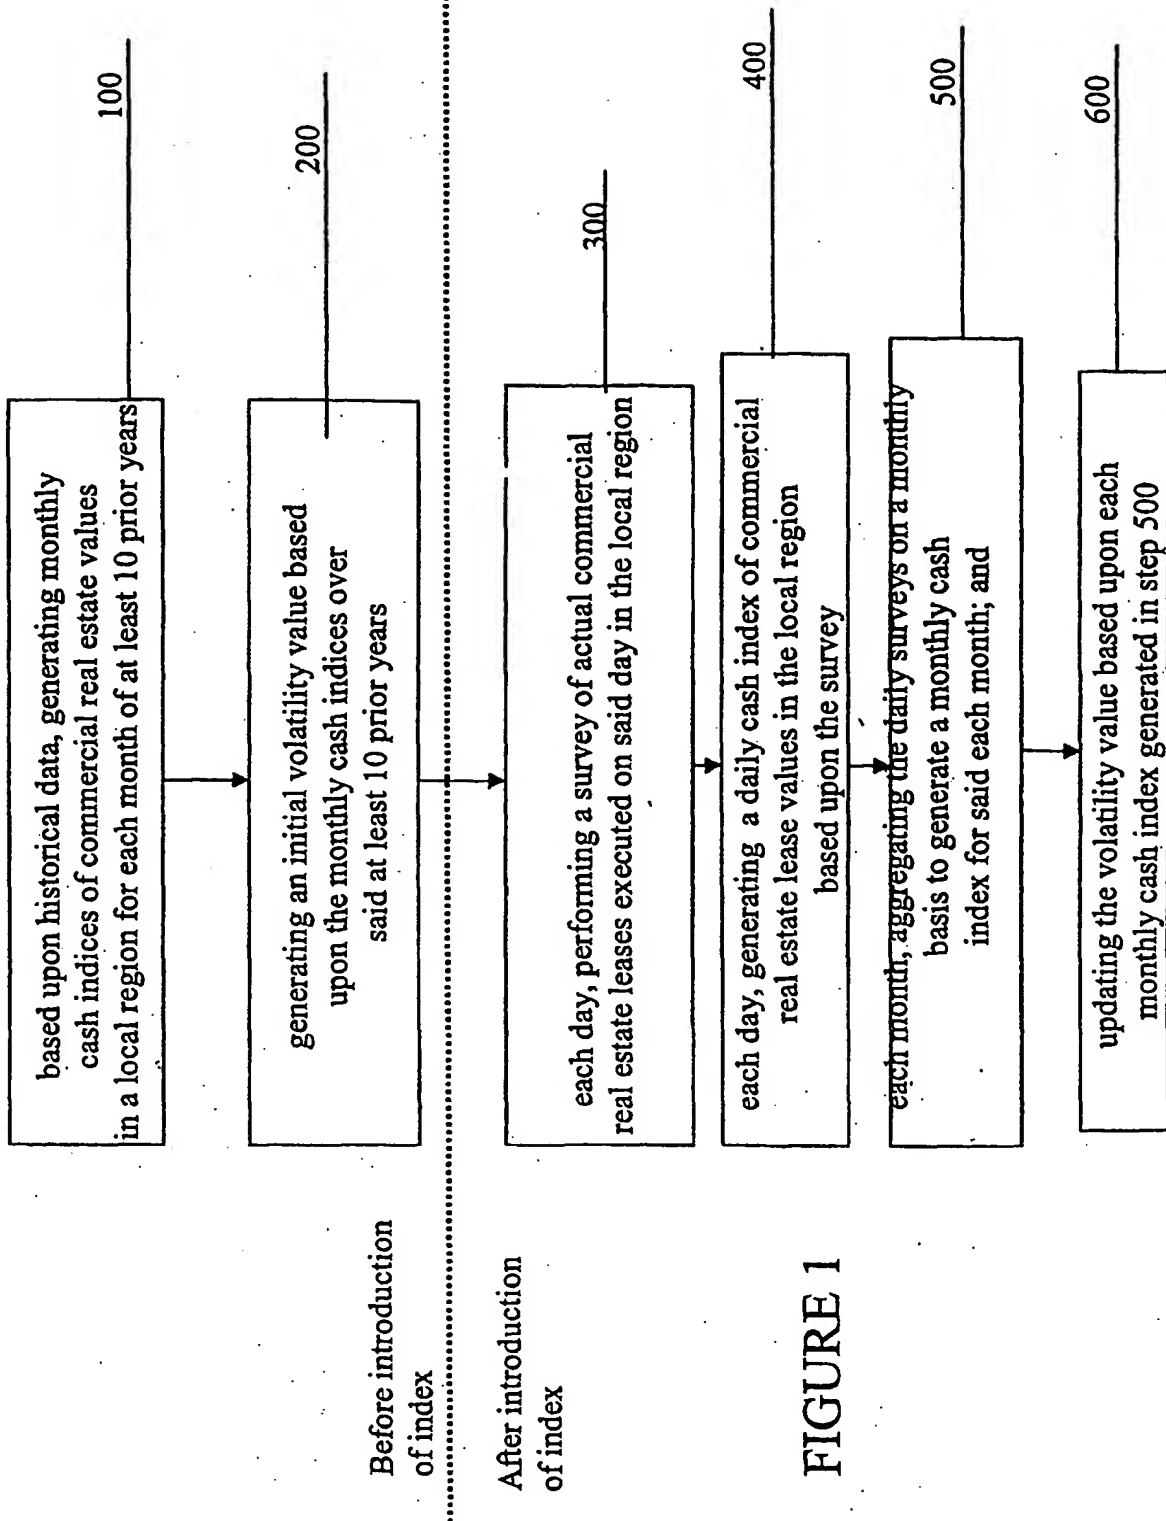 based upon historical data, generating monthly
cash indices of commercial real estate values
in a local region for each month of at least 10 prior years
100
generating an initial volatility value based
upon the monthly cash indices over
said at least 10 prior years
200
Before introduction
of index
After introduction
of index
each day, performing a survey of actual commercial
real estate leases executed on said day in the local region
300
each day, generating a daily cash index of commercial
real estate lease values in the local region
based upon the survey
400
each month, aggregating the daily surveys on a monthly
basis to generate a monthly cash
index for said each month; and
500
updating the volatility value based upon each
monthly cash index generated in step 500
600
FIGURE 1